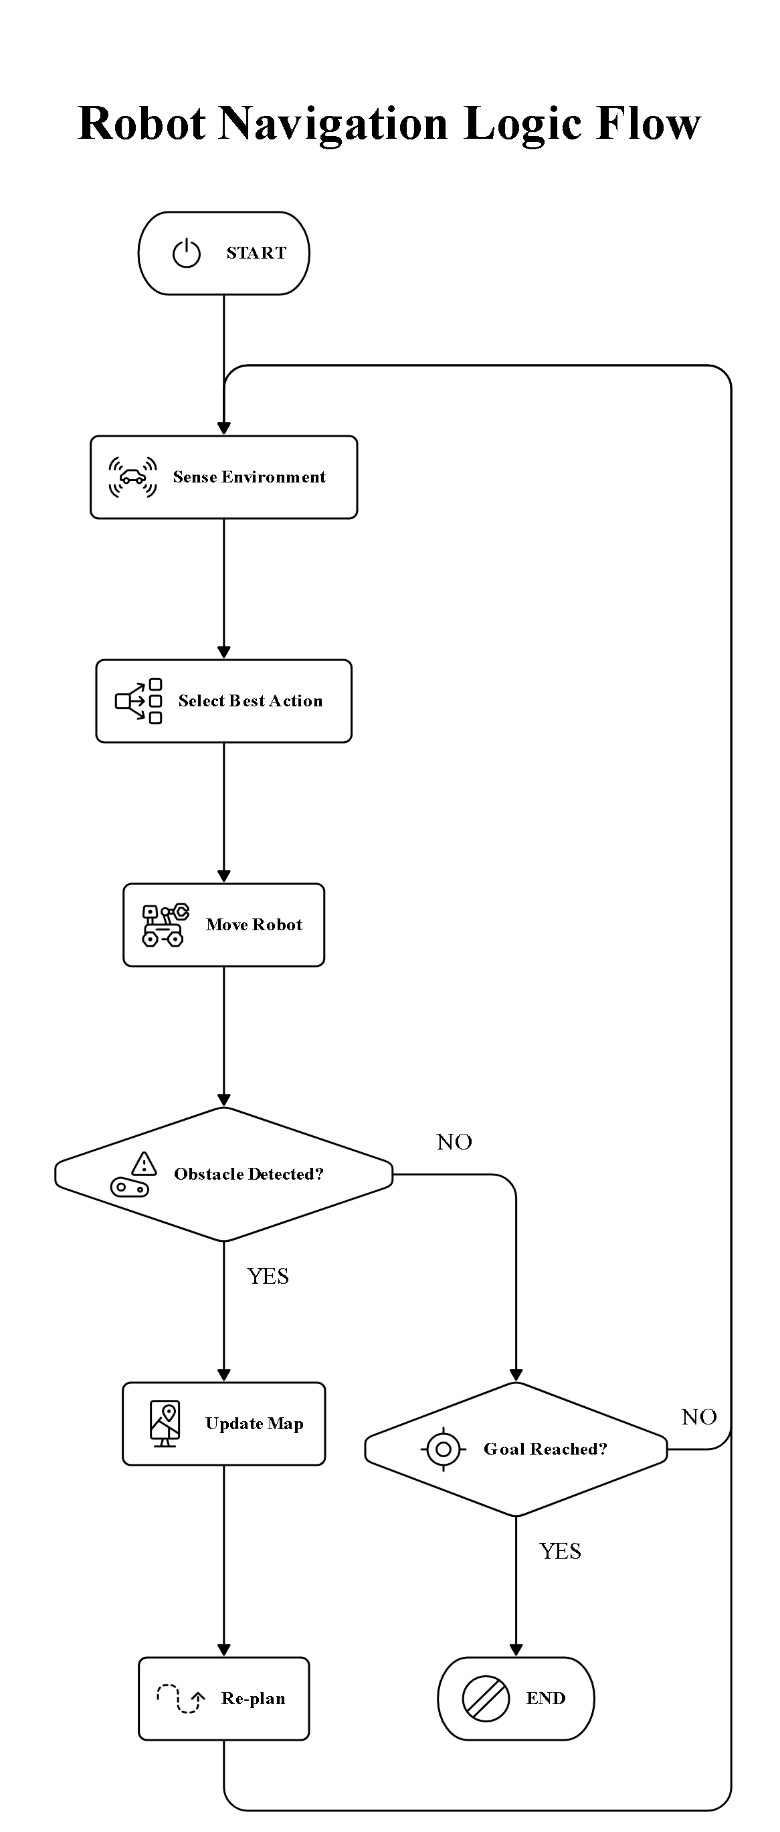 Robot Navigation Logic Flow
START
Sense Environment
Select Best Action
Move Robot
Obstacle Detected?
NO
YES
Update Map
Goal Reached?
NO
YES
Re-plan
END